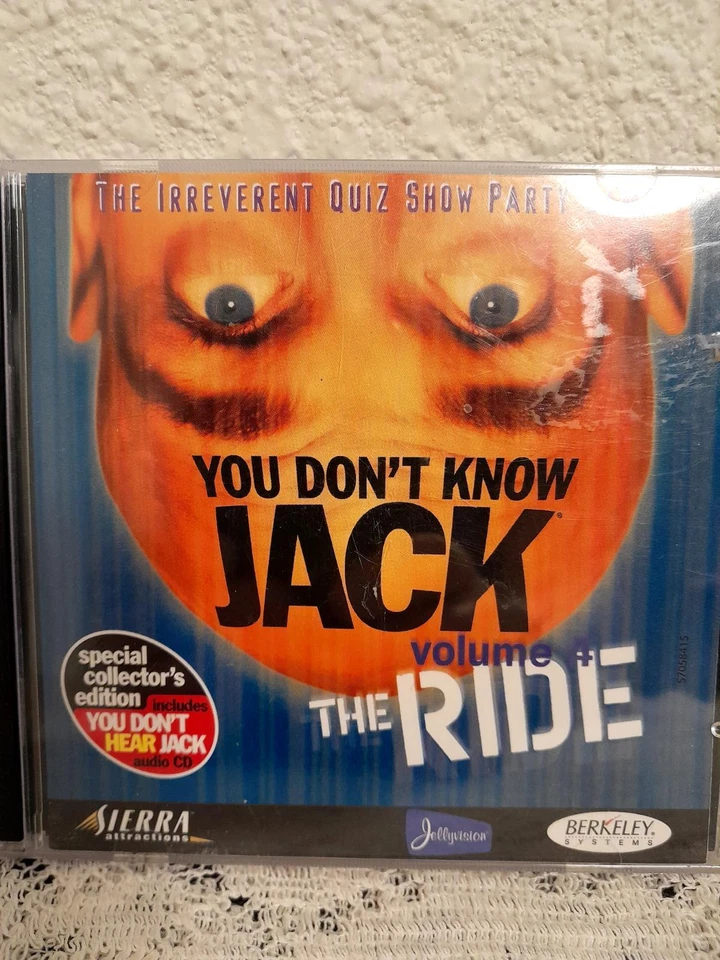 THE IRREVERENT QUIZ SHOW PARTY
YOU DON'T KNOW
JACK®
volume 4
THE RIDE
special
collector's
edition includes
YOU DON'T
HEAR JACK
audio CD
57058415
SIERRA
attractions
Jellyvision
BERKELEY
SYSTEMS